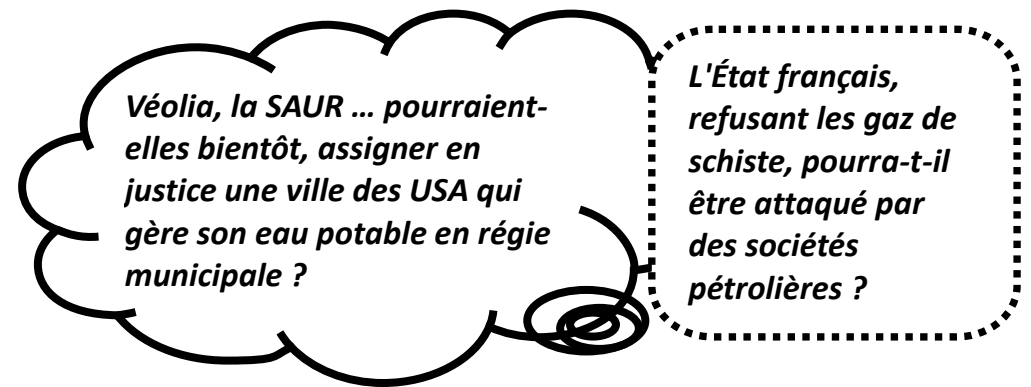 Véolia, la SAUR … pourraient-
elles bientôt, assigner en
justice une ville des USA qui
gère son eau potable en régie
municipale ?
L'État français,
refusant les gaz de
schiste, pourra-t-il
être attaqué par
des sociétés
pétrolières ?